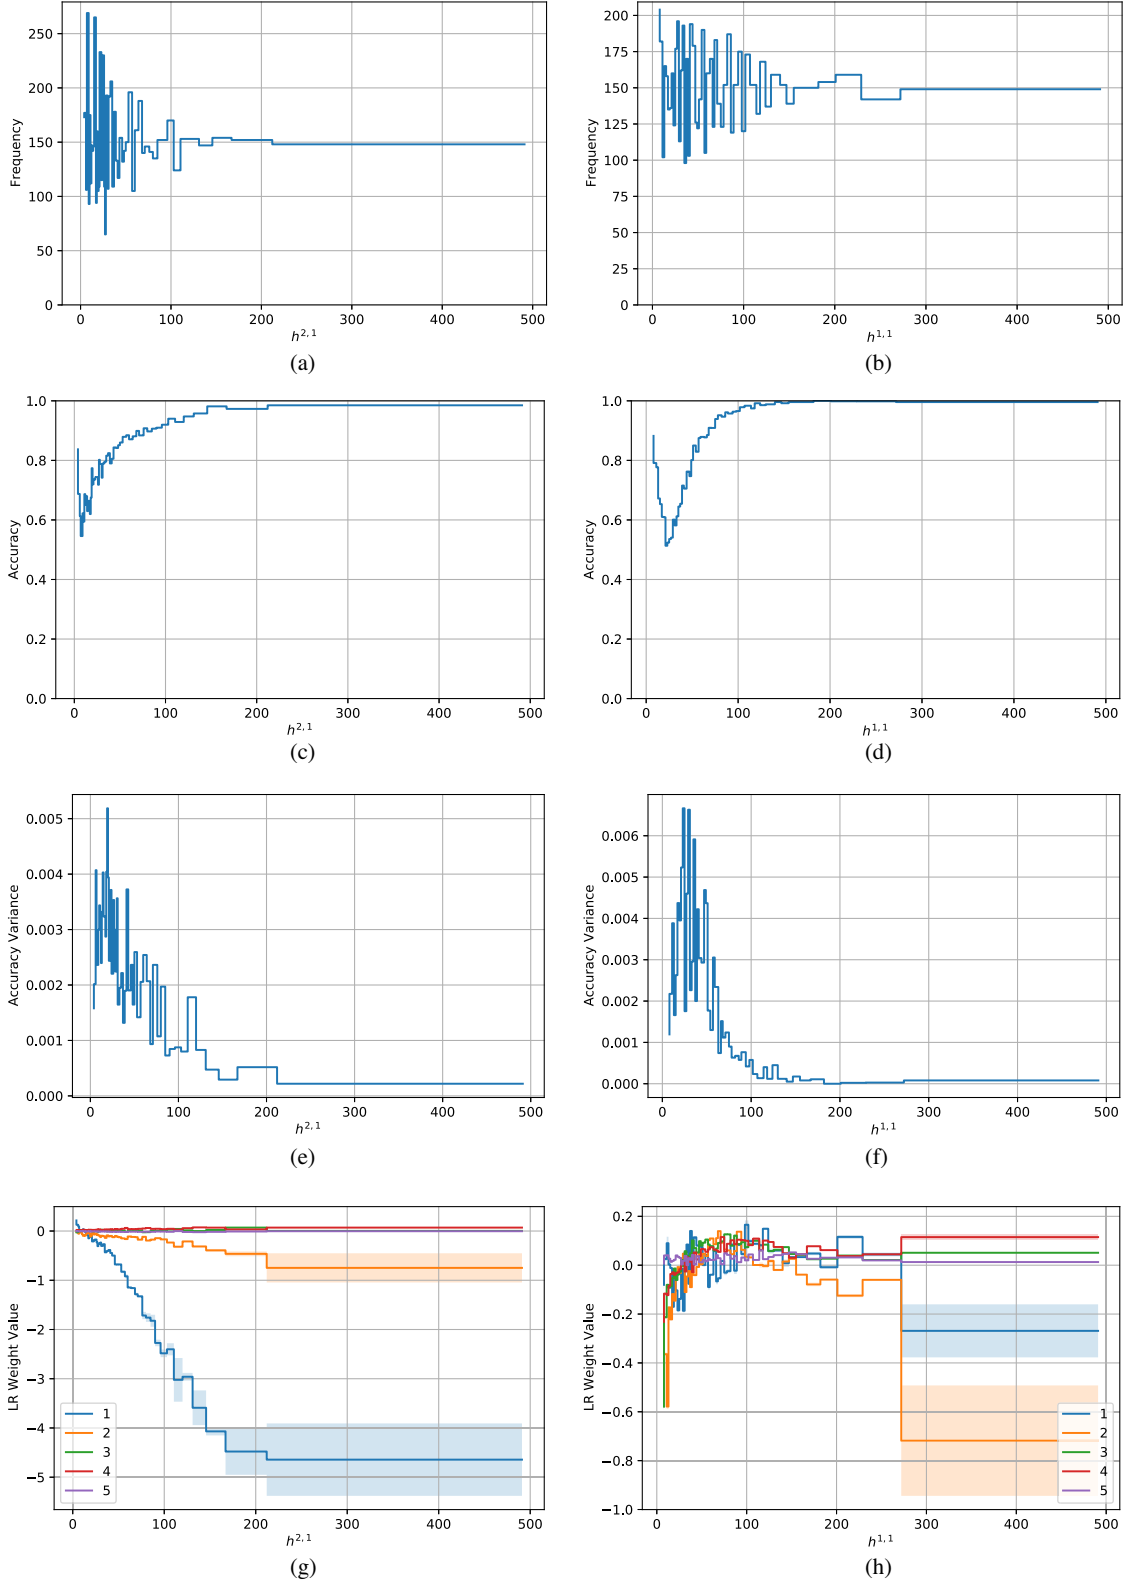 250
200
150
100
50
0
Frequency
0 100 200 300 400 500
h^{2,1}
(a)
200
175
150
125
100
75
50
25
0
Frequency
0 100 200 300 400 500
h^{1,1}
(b)
1.0
0.8
0.6
0.4
0.2
0.0
Accuracy
0 100 200 300 400 500
h^{2,1}
(c)
1.0
0.8
0.6
0.4
0.2
0.0
Accuracy
0 100 200 300 400 500
h^{1,1}
(d)
0.005
0.004
0.003
0.002
0.001
0.000
Accuracy Variance
0 100 200 300 400 500
h^{2,1}
(e)
0.006
0.005
0.004
0.003
0.002
0.001
0.000
Accuracy Variance
0 100 200 300 400 500
h^{1,1}
(f)
0
−1
−2
−3
−4
−5
LR Weight Value
1
2
3
4
5
0 100 200 300 400 500
h^{2,1}
(g)
0.2
0.0
−0.2
−0.4
−0.6
−0.8
−1.0
LR Weight Value
1
2
3
4
5
0 100 200 300 400 500
h^{1,1}
(h)